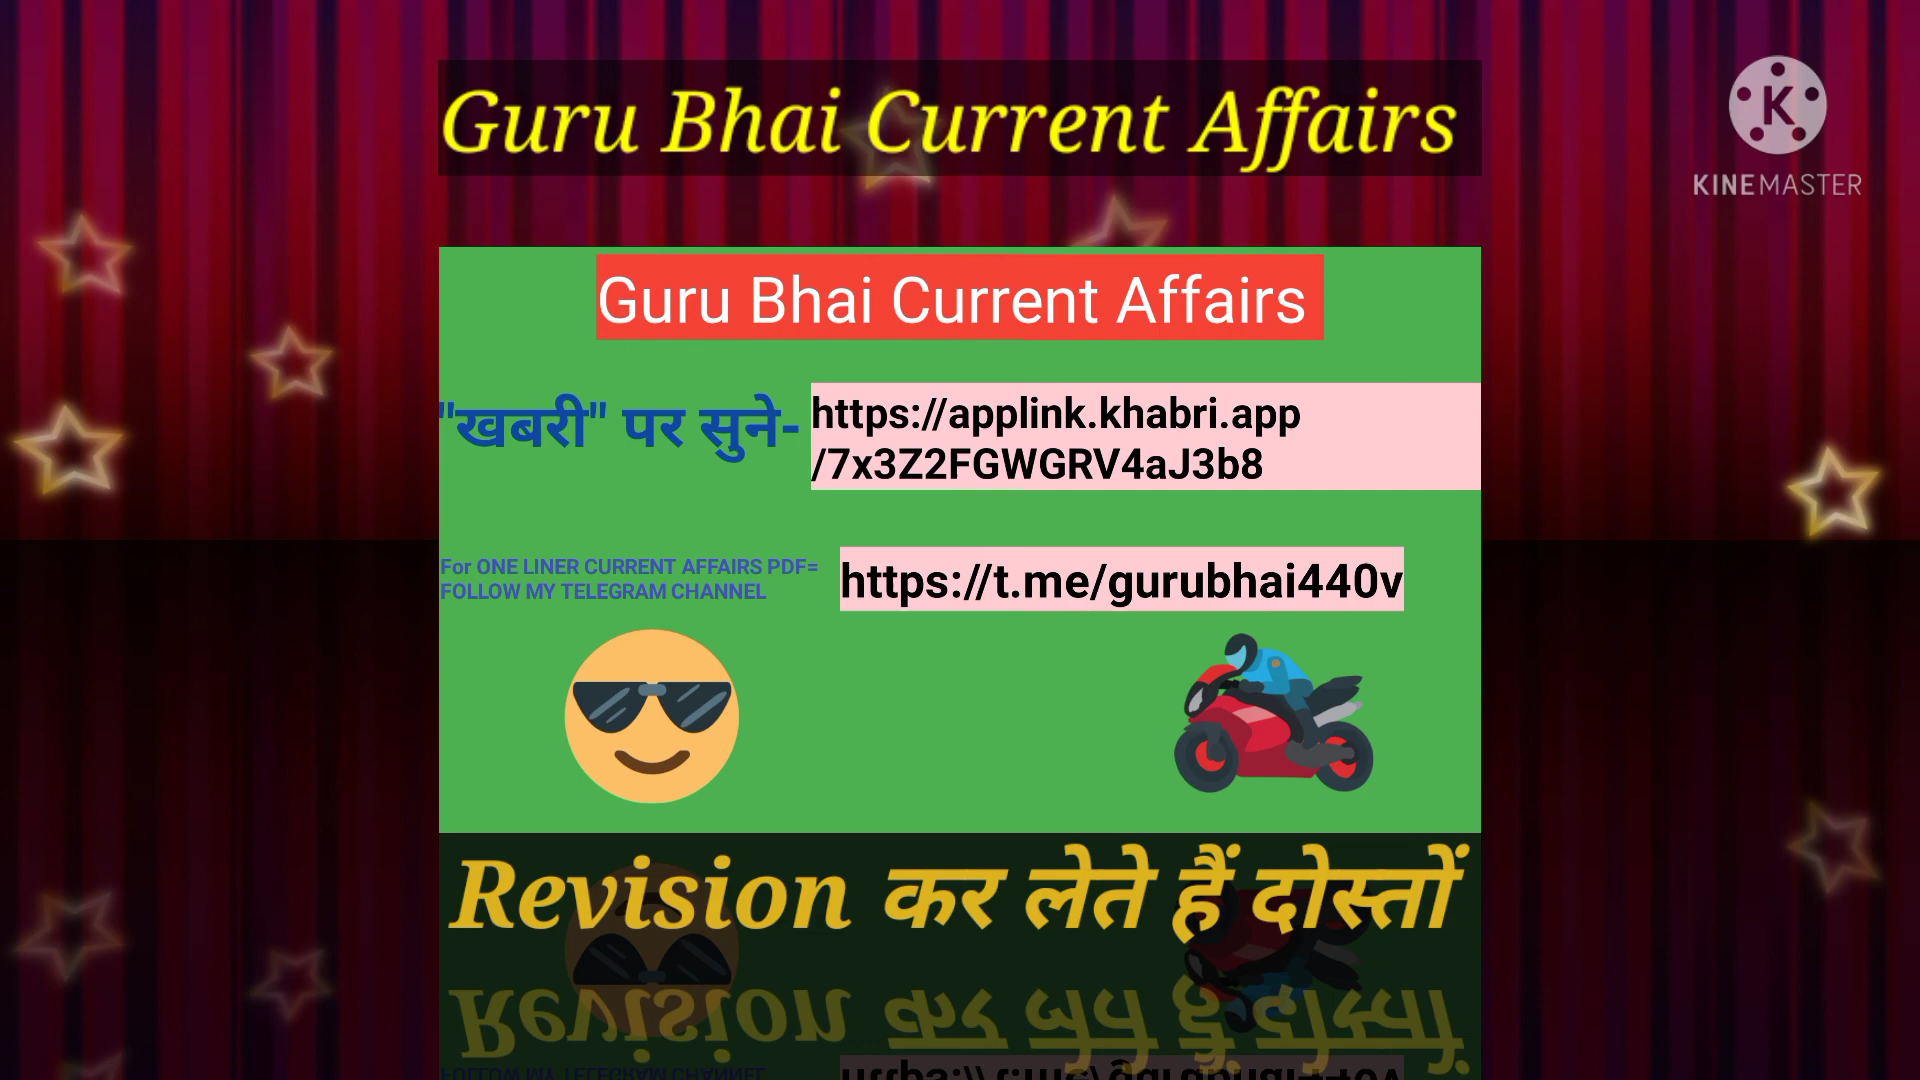 Guru Bhai Current Affairs
K
KINEMASTER
Guru Bhai Current Affairs
"खबरी" पर सुने-
https://applink.khabri.app
/7x3Z2FGWGRV4aJ3b8
For ONE LINER CURRENT AFFAIRS PDF=
FOLLOW MY TELEGRAM CHANNEL
https://t.me/gurubhai440v
Revision कर लेते हैं दोस्तों